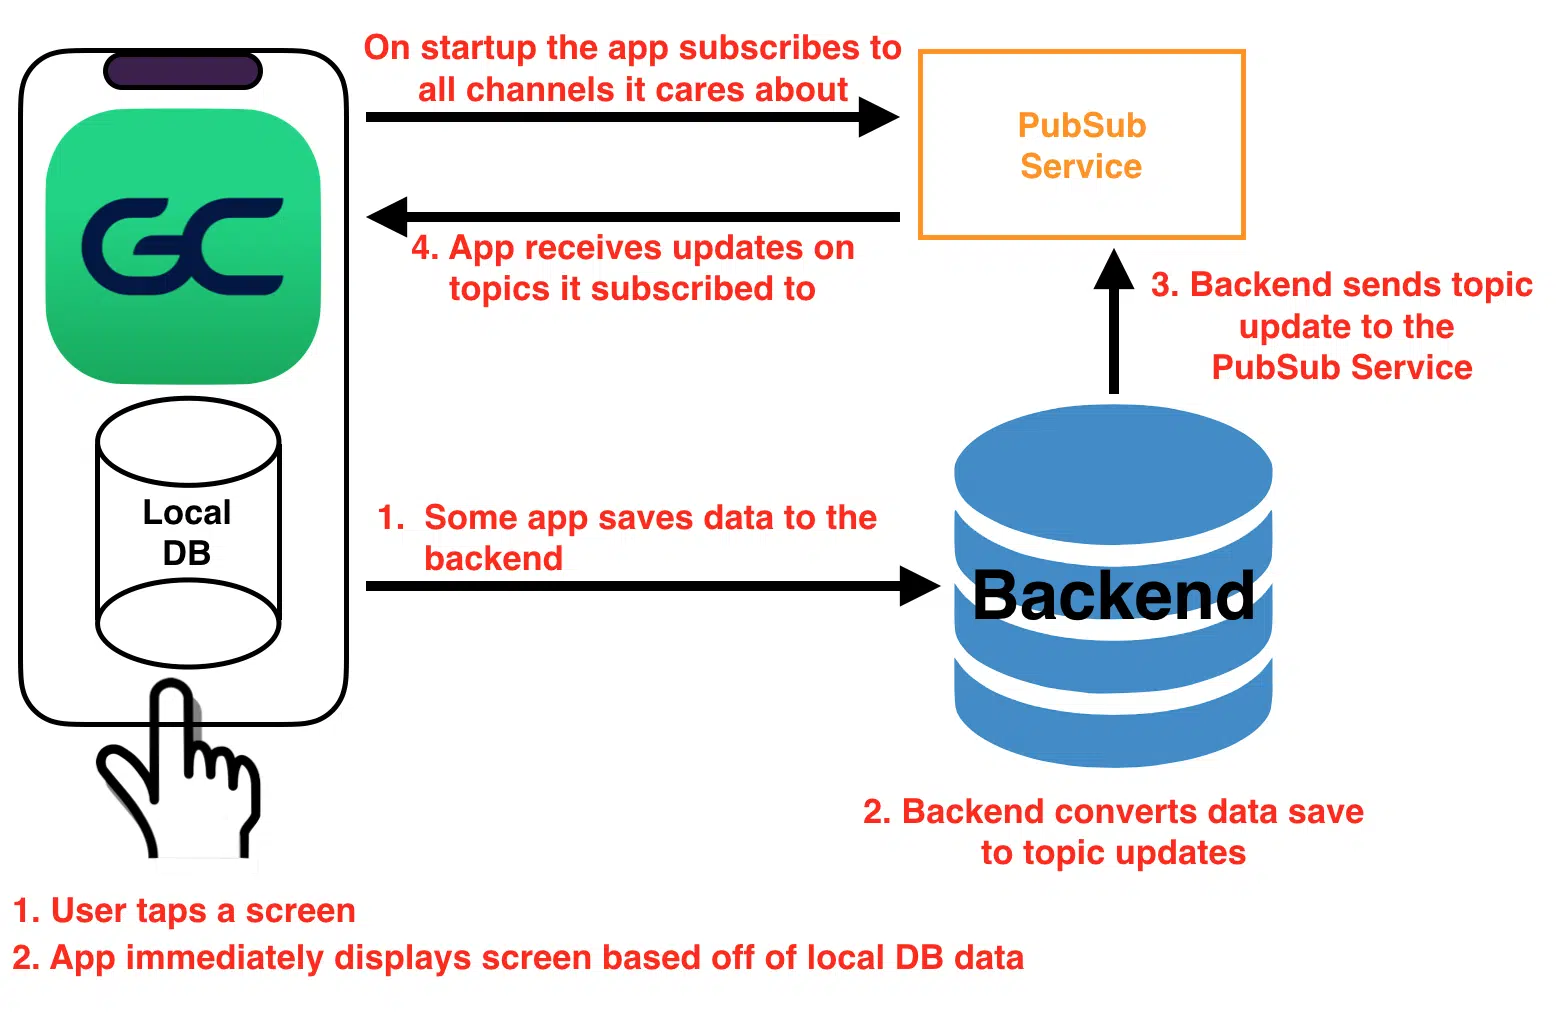 On startup the app subscribes to
all channels it cares about
PubSub
Service
GC
4. App receives updates on
topics it subscribed to
3. Backend sends topic
update to the
PubSub Service
Local
DB
1. Some app saves data to the
backend
Backend
2. Backend converts data save
to topic updates
1. User taps a screen
2. App immediately displays screen based off of local DB data